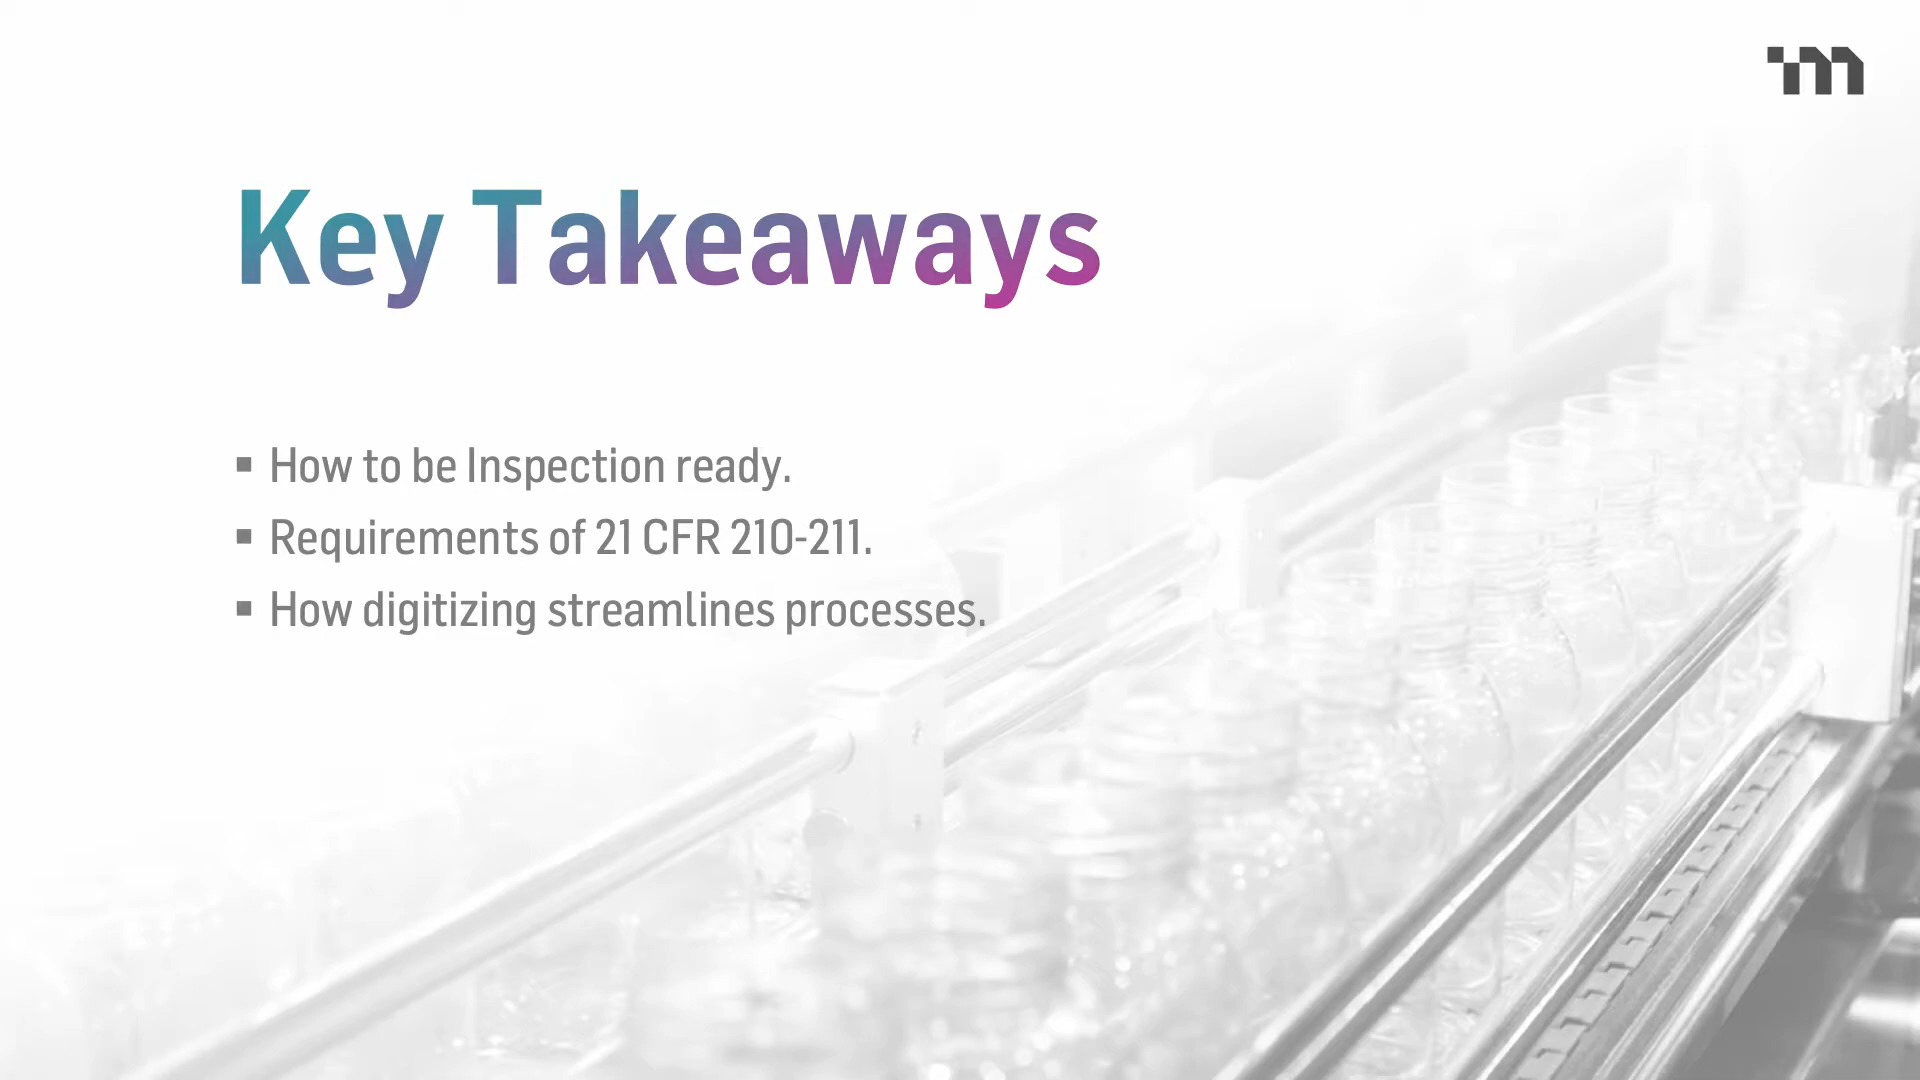 Key Takeaways
How to be Inspection ready.
Requirements of 21 CFR 210-211.
How digitizing streamlines processes.